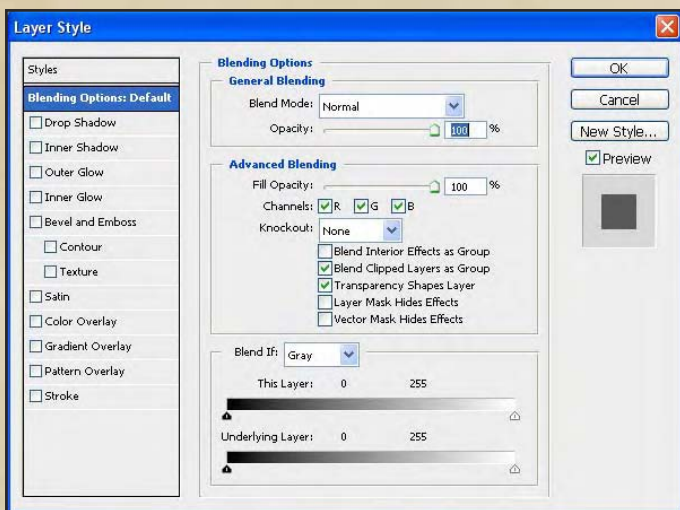 Layer Style
Styles
Blending Options: Default
Drop Shadow
Inner Shadow
Outer Glow
Inner Glow
Bevel and Emboss
Contour
Texture
Satin
Color Overlay
Gradient Overlay
Pattern Overlay
Stroke
Blending Options
General Blending
Blend Mode: Normal
Opacity: 100 %
Advanced Blending
Fill Opacity: 100 %
Channels: R G B
Knockout: None
Blend Interior Effects as Group
Blend Clipped Layers as Group
Transparency Shapes Layer
Layer Mask Hides Effects
Vector Mask Hides Effects
Blend If: Gray
This Layer: 0 255
Underlying Layer: 0 255
OK
Cancel
New Style...
Preview